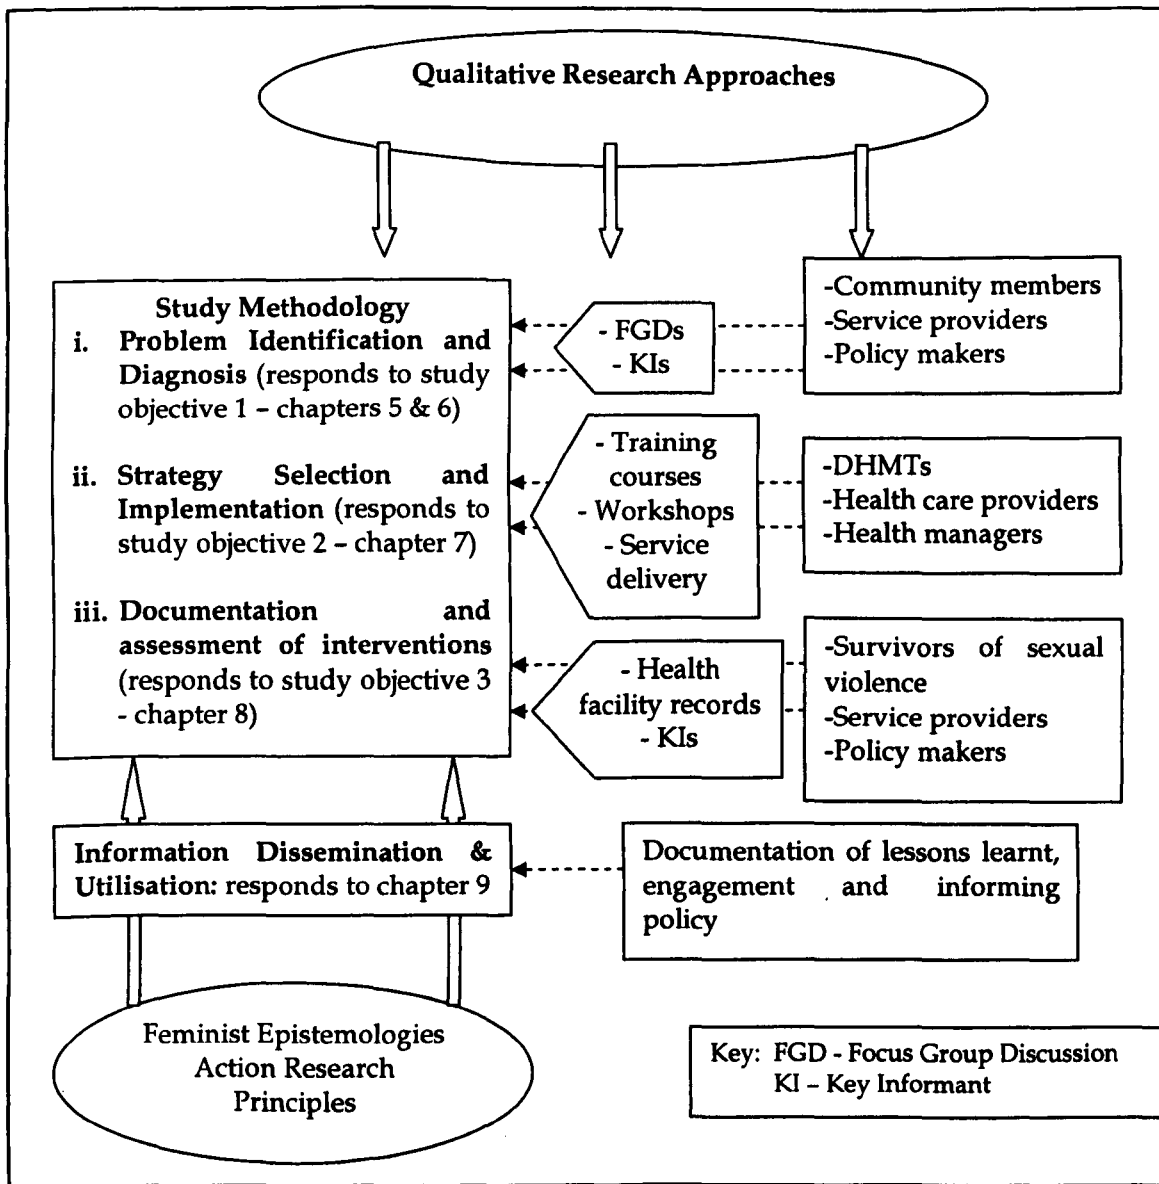 Qualitative Research Approaches
Study Methodology
i. Problem Identification and
Diagnosis (responds to study
objective 1 – chapters 5 & 6)
ii. Strategy Selection and
Implementation (responds to
study objective 2 – chapter 7)
iii. Documentation and
assessment of interventions
(responds to study objective 3
- chapter 8)
- FGDs
- KIs
-Community members
-Service providers
-Policy makers
- Training
courses
- Workshops
- Service
delivery
-DHMTs
-Health care providers
-Health managers
- Health
facility records
- KIs
-Survivors of sexual
violence
-Service providers
-Policy makers
Information Dissemination &
Utilisation: responds to chapter 9
Documentation of lessons learnt,
engagement and informing
policy
Feminist Epistemologies
Action Research
Principles
Key: FGD - Focus Group Discussion
KI – Key Informant